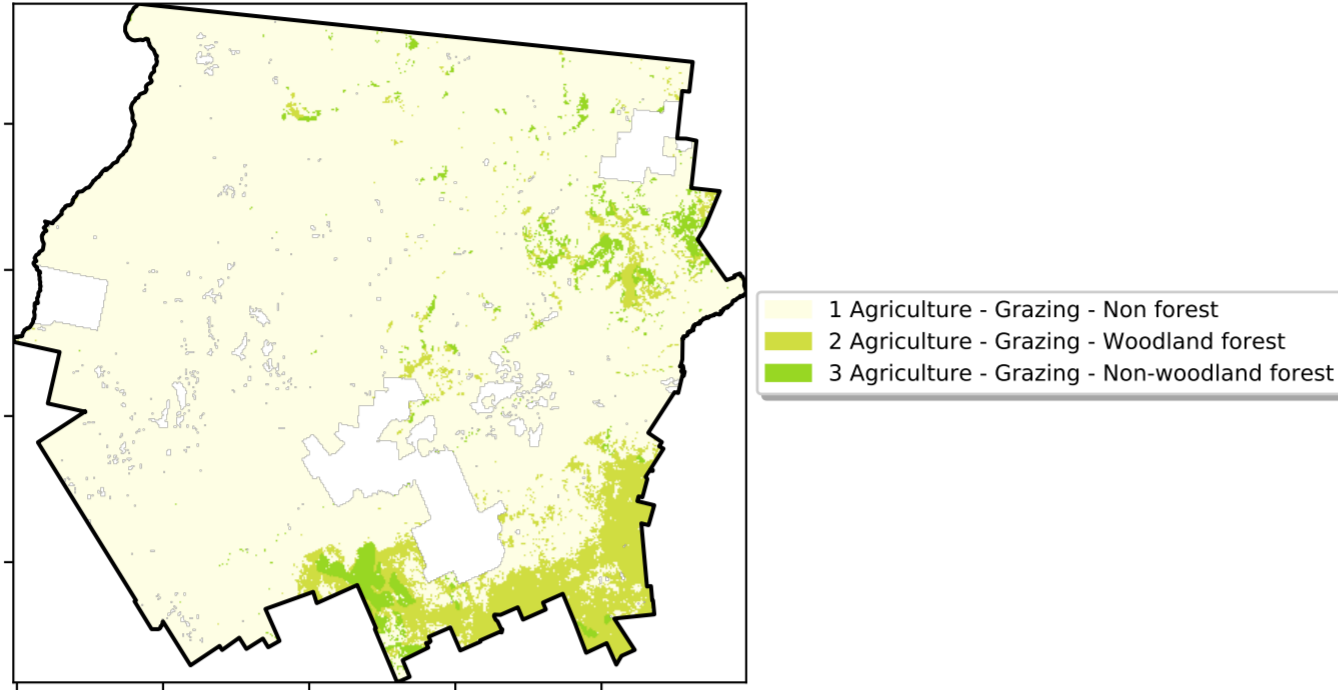 1 Agriculture - Grazing - Non forest
2 Agriculture - Grazing - Woodland forest
3 Agriculture - Grazing - Non-woodland forest